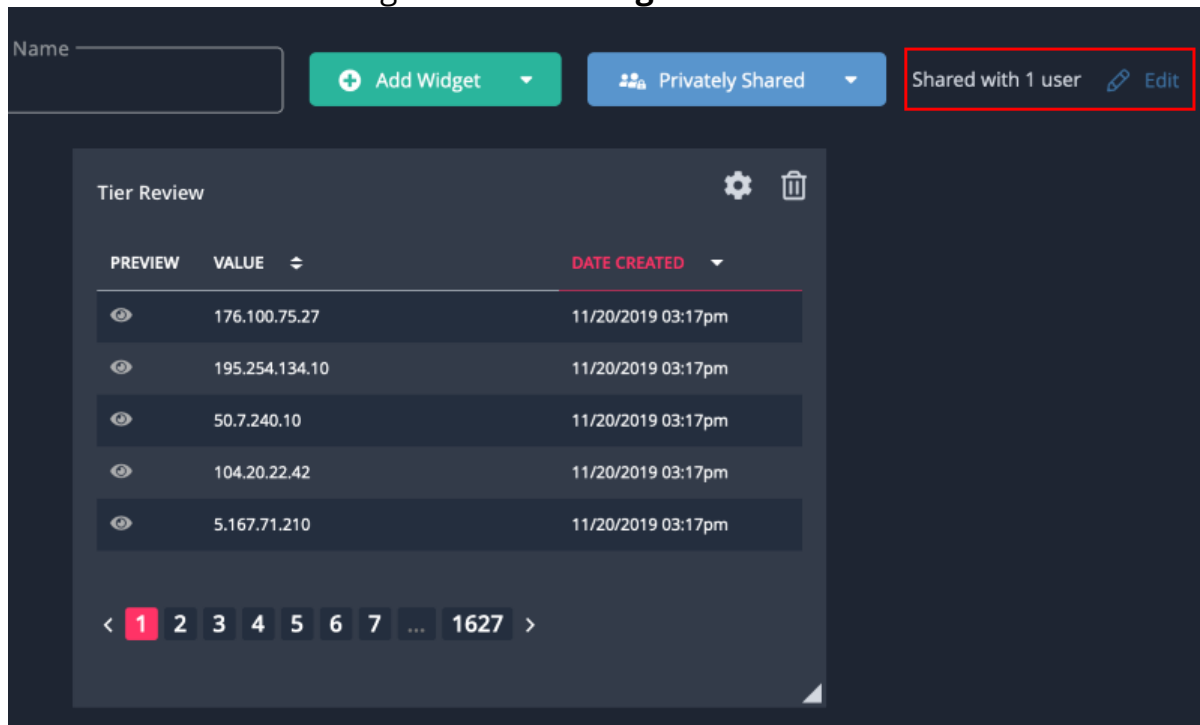 Name
Add Widget Privately Shared Shared with 1 user Edit
Tier Review
PREVIEW VALUE DATE CREATED
176.100.75.27 11/20/2019 03:17pm
195.254.134.10 11/20/2019 03:17pm
50.7.240.10 11/20/2019 03:17pm
104.20.22.42 11/20/2019 03:17pm
5.167.71.210 11/20/2019 03:17pm
< 1 2 3 4 5 6 7 ... 1627 >